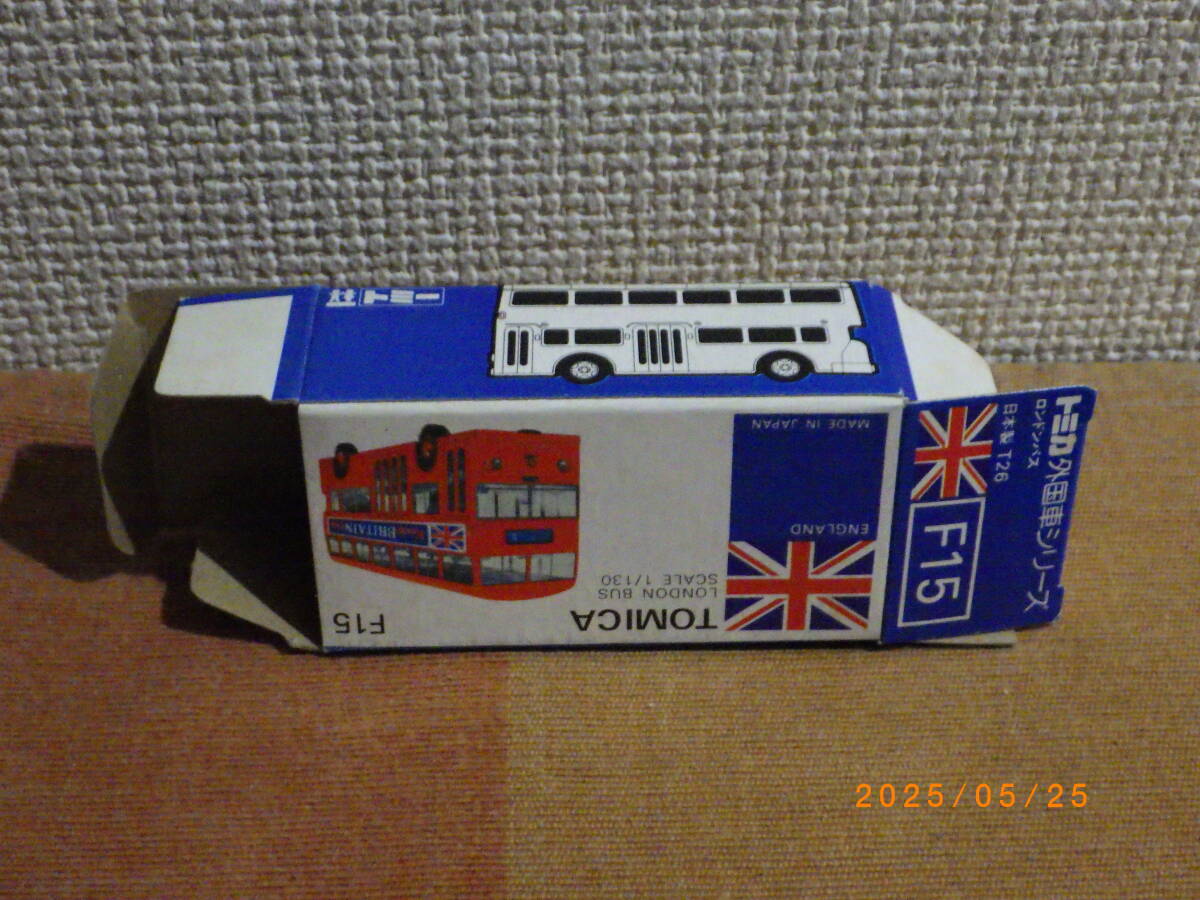 トミー
TOMICA
LONDON BUS
SCALE 1/130
F15
ENGLAND
MADE IN JAPAN
BRITAIN
トミカ外国車シリーズ
ロンドンバス
日本製 T26
F15
2025/05/25